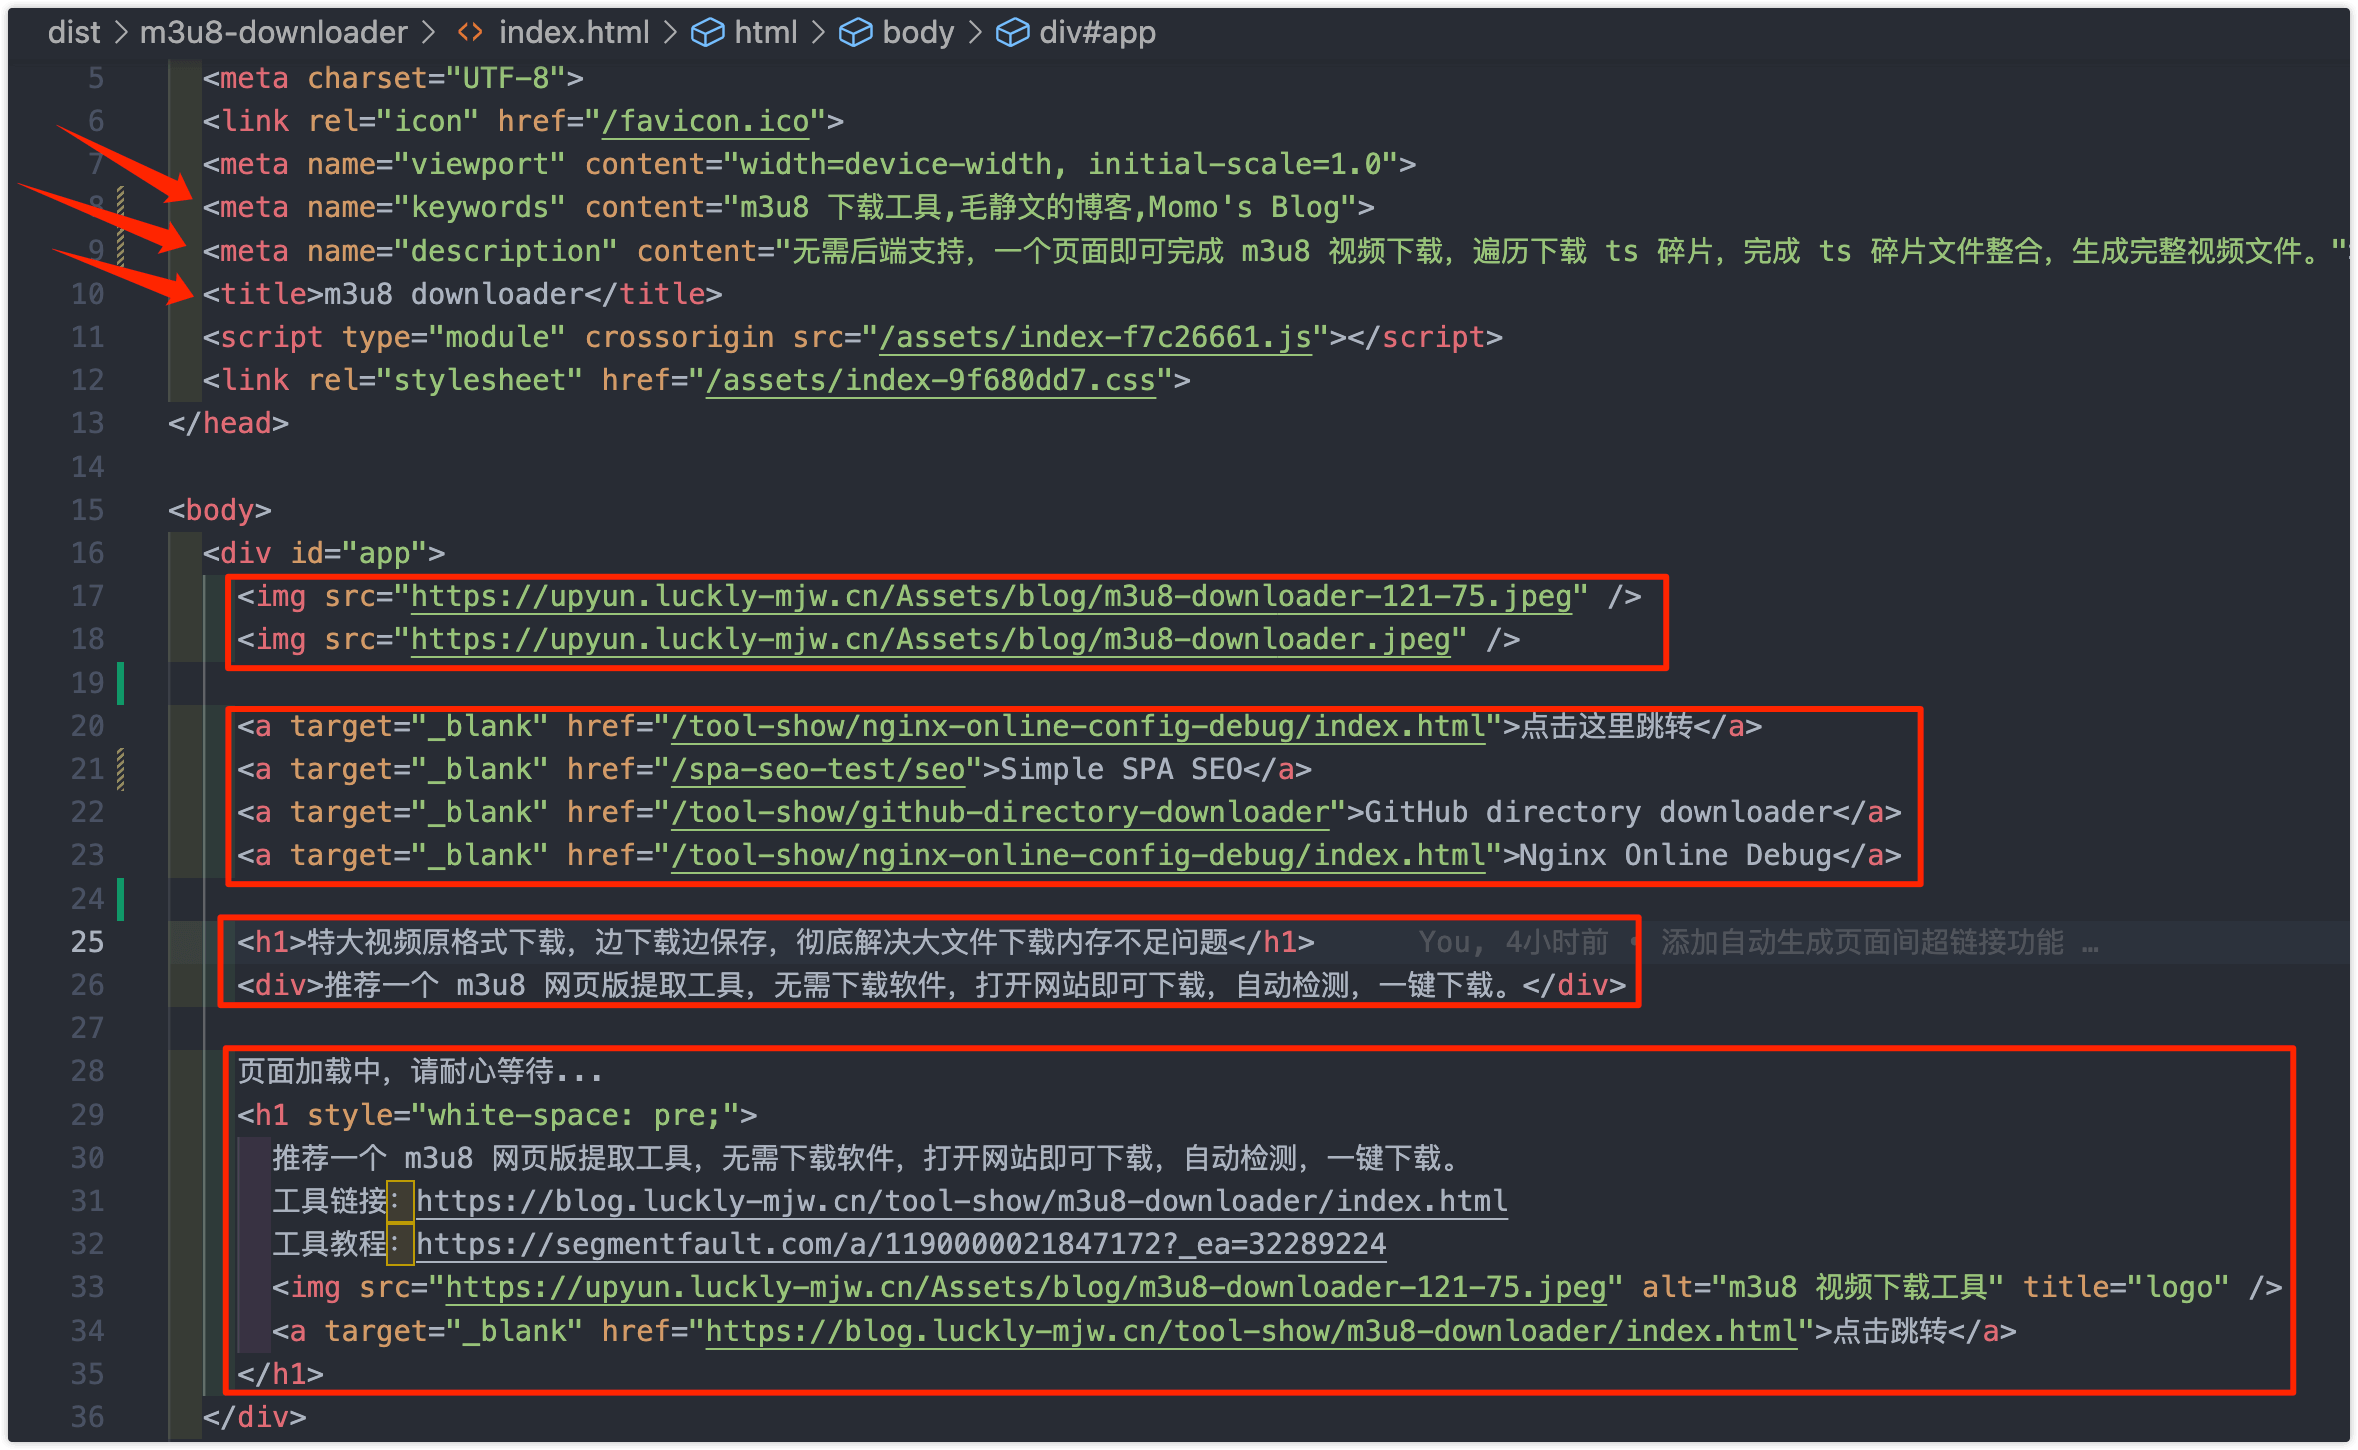 dist > m3u8-downloader > <> index.html > html > body > div#app
5 <meta charset="UTF-8">
6 <link rel="icon" href="/favicon.ico">
7 <meta name="viewport" content="width=device-width, initial-scale=1.0">
8 <meta name="keywords" content="m3u8 下载工具,毛静文的博客,Momo's Blog">
9 <meta name="description" content="无需后端支持，一个页面即可完成 m3u8 视频下载，遍历下载 ts 碎片，完成 ts 碎片文件整合，生成完整视频文件。"
10 <title>m3u8 downloader</title>
11 <script type="module" crossorigin src="/assets/index-f7c26661.js"></script>
12 <link rel="stylesheet" href="/assets/index-9f680dd7.css">
13 </head>
14
15 <body>
16 <div id="app">
17 <img src="https://upyun.luckly-mjw.cn/Assets/blog/m3u8-downloader-121-75.jpeg" />
18 <img src="https://upyun.luckly-mjw.cn/Assets/blog/m3u8-downloader.jpeg" />
19
20 <a target="_blank" href="/tool-show/nginx-online-config-debug/index.html">点击这里跳转</a>
21 <a target="_blank" href="/spa-seo-test/seo">Simple SPA SEO</a>
22 <a target="_blank" href="/tool-show/github-directory-downloader">GitHub directory downloader</a>
23 <a target="_blank" href="/tool-show/nginx-online-config-debug/index.html">Nginx Online Debug</a>
24
25 <h1>特大视频原格式下载，边下载边保存，彻底解决大文件下载内存不足问题</h1> You, 4小时前 • 添加自动生成页面间超链接功能 …
26 <div>推荐一个 m3u8 网页版提取工具，无需下载软件，打开网站即可下载，自动检测，一键下载。</div>
27
28 页面加载中，请耐心等待...
29 <h1 style="white-space: pre;">
30 推荐一个 m3u8 网页版提取工具，无需下载软件，打开网站即可下载，自动检测，一键下载。
31 工具链接：https://blog.luckly-mjw.cn/tool-show/m3u8-downloader/index.html
32 工具教程：https://segmentfault.com/a/1190000021847172?_ea=32289224
33 <img src="https://upyun.luckly-mjw.cn/Assets/blog/m3u8-downloader-121-75.jpeg" alt="m3u8 视频下载工具" title="logo" />
34 <a target="_blank" href="https://blog.luckly-mjw.cn/tool-show/m3u8-downloader/index.html">点击跳转</a>
35 </h1>
36 </div>